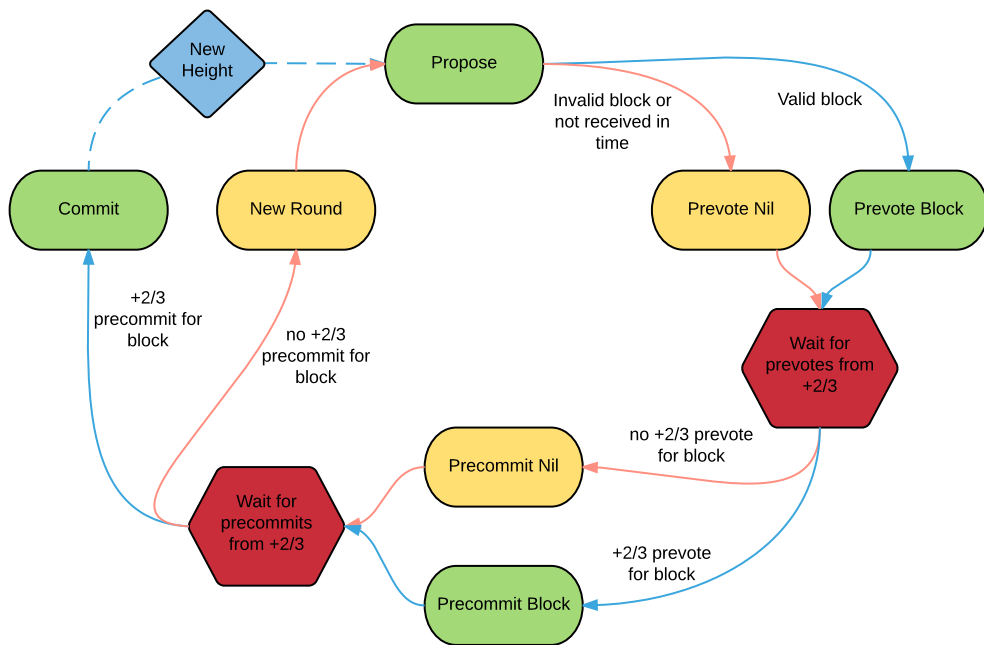 New
Height
Propose
Invalid block or
not received in
time
Valid block
Commit
New Round
Prevote Nil
Prevote Block
+2/3
precommit for
block
no +2/3
precommit for
block
Wait for
prevotes from
+2/3
no +2/3 prevote
for block
Precommit Nil
Wait for
precommits
from +2/3
+2/3 prevote
for block
Precommit Block